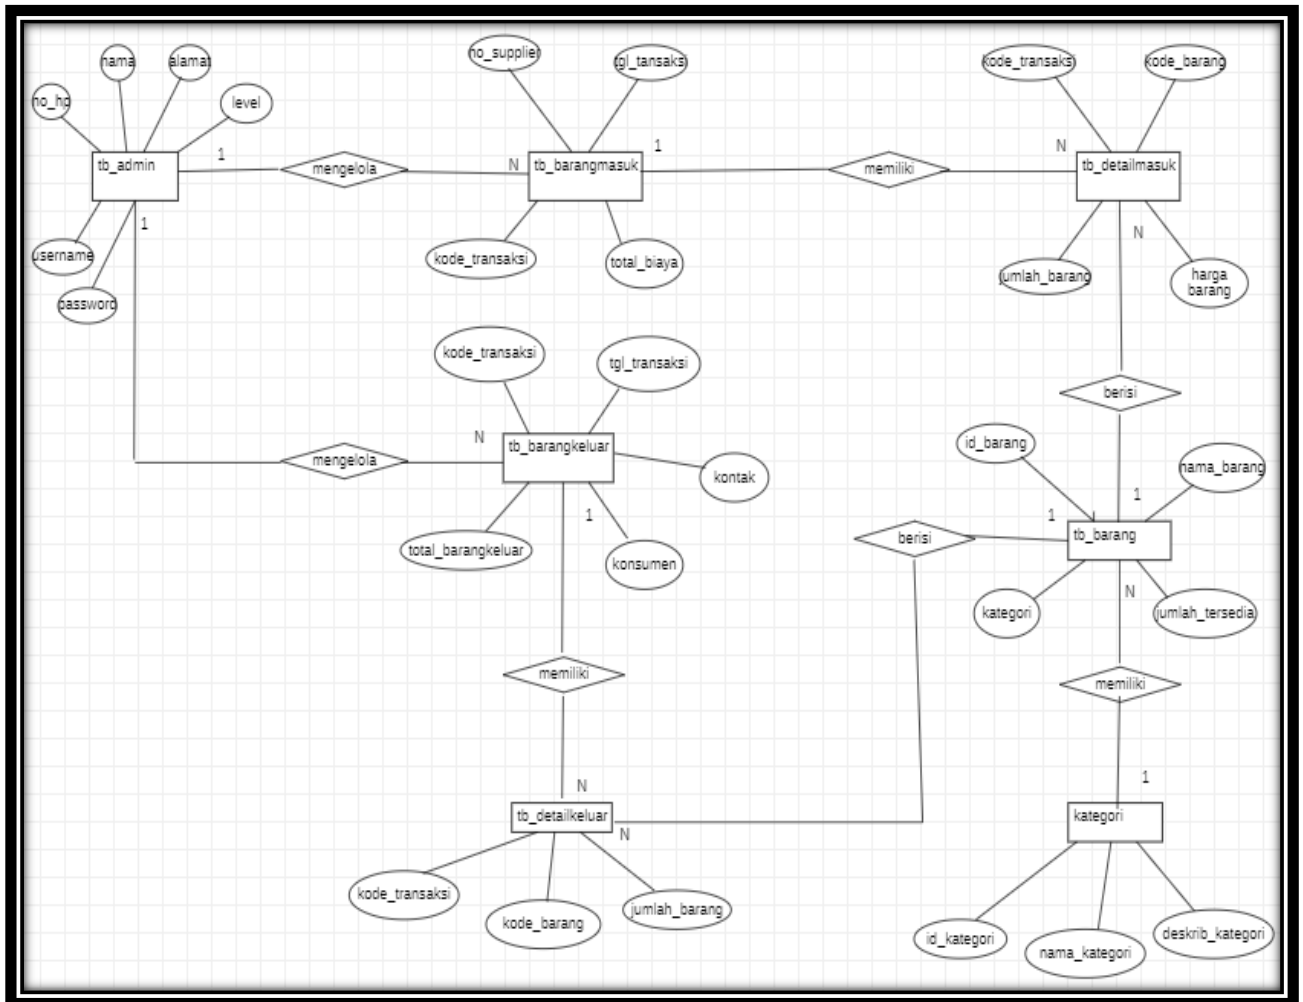 nama
alamat
no_hp
level
tb_admin
1
username
password
1
mengelola
no_supplier
tgl_tansaksi
N
tb_barangmasuk
1
kode_transaksi
total_biaya
memiliki
kode_transaksi
kode_barang
N
tb_detailmasuk
N
jumlah_barang
harga
barang
berisi
kode_transaksi
tgl_transaksi
N
tb_barangkeluar
mengelola
kontak
total_barangkeluar
1
konsumen
id_barang
nama_barang
1
1
tb_barang
berisi
kategori
N
jumlah_tersedia
memiliki
memiliki
1
N
tb_detailkeluar
N
kategori
kode_transaksi
kode_barang
jumlah_barang
id_kategori
nama_kategori
deskrib_kategori